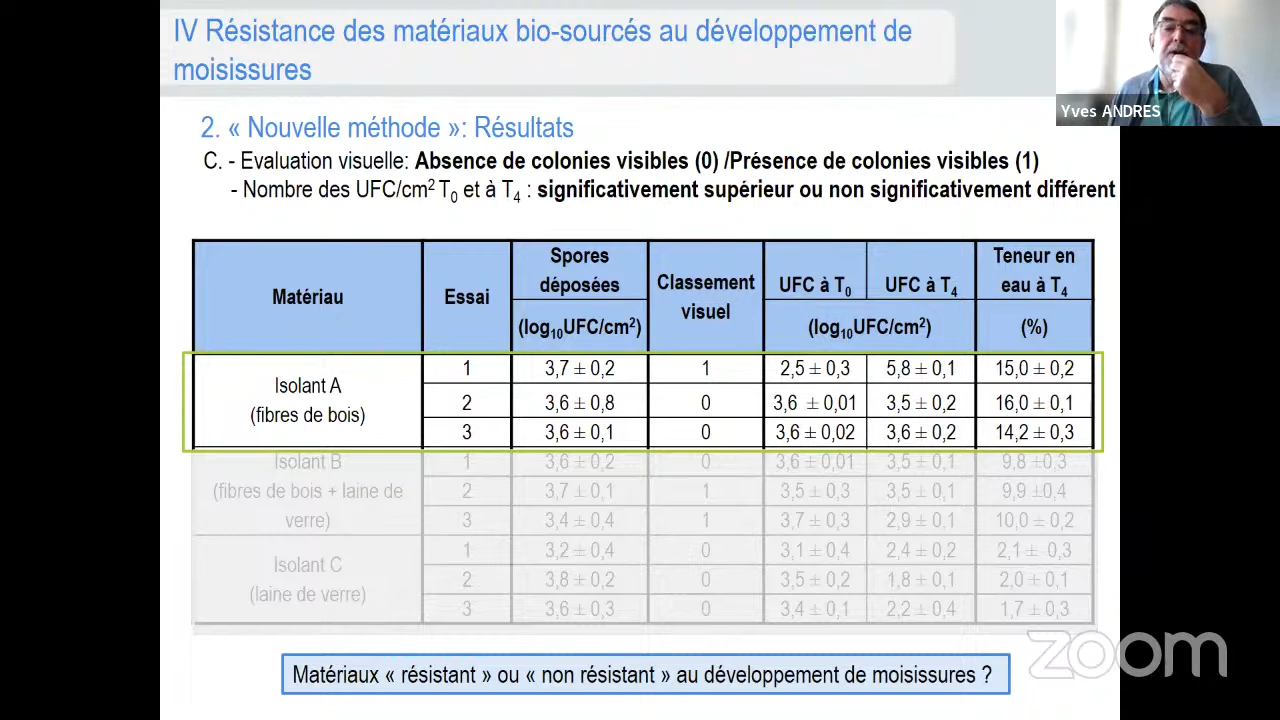 IV Résistance des matériaux bio-sourcés au développement de
moisissures
Yves ANDRES
2. « Nouvelle méthode »: Résultats
C. - Evaluation visuelle: Absence de colonies visibles (0) /Présence de colonies visibles (1)
- Nombre des UFC/cm² T₀ et à T₄ : significativement supérieur ou non significativement différent
Matériau Essai Spores déposées (log₁₀UFC/cm²) Classement visuel UFC à T₀ UFC à T₄ (log₁₀UFC/cm²) Teneur en eau à T₄ (%)
Isolant A (fibres de bois)
1 3,7 ± 0,2 1 2,5 ± 0,3 5,8 ± 0,1 15,0 ± 0,2
2 3,6 ± 0,8 0 3,6 ± 0,01 3,5 ± 0,2 16,0 ± 0,1
3 3,6 ± 0,1 0 3,6 ± 0,02 3,6 ± 0,2 14,2 ± 0,3
Isolant B (fibres de bois + laine de verre)
1 3,6 ± 0,2 0 3,6 ± 0,01 3,5 ± 0,1 9,8 ±0,3
2 3,7 ± 0,1 1 3,5 ± 0,3 3,5 ± 0,1 9,9 ±0,4
3 3,4 ± 0,4 1 3,7 ± 0,3 2,9 ± 0,1 10,0 ± 0,2
Isolant C (laine de verre)
1 3,2 ± 0,4 0 3,1 ± 0,4 2,4 ± 0,2 2,1 ± 0,3
2 3,8 ± 0,2 0 3,5 ± 0,2 1,8 ± 0,1 2,0 ± 0,1
3 3,6 ± 0,3 0 3,4 ± 0,1 2,2 ± 0,4 1,7 ± 0,3
Matériaux « résistant » ou « non résistant » au développement de moisissures ?
zoom